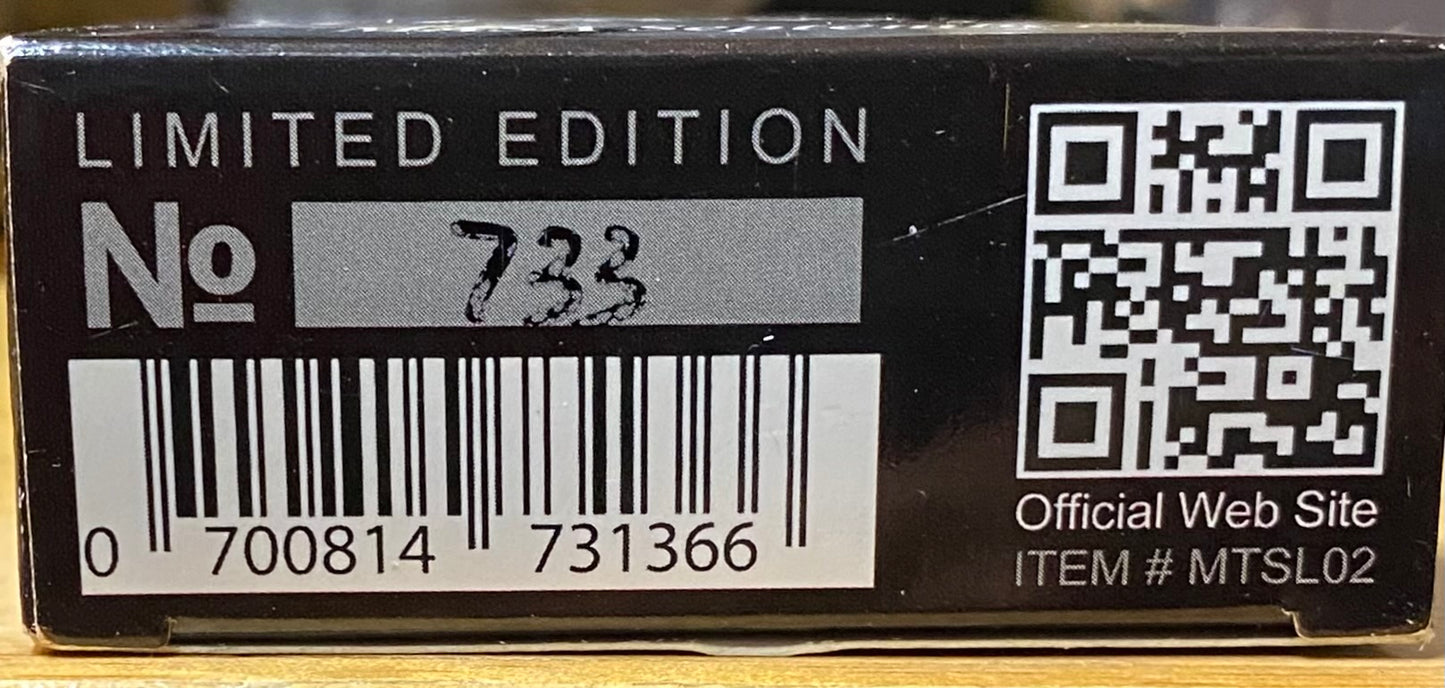 LIMITED EDITION
No 733
0 700814 731366
Official Web Site
ITEM # MTSL02